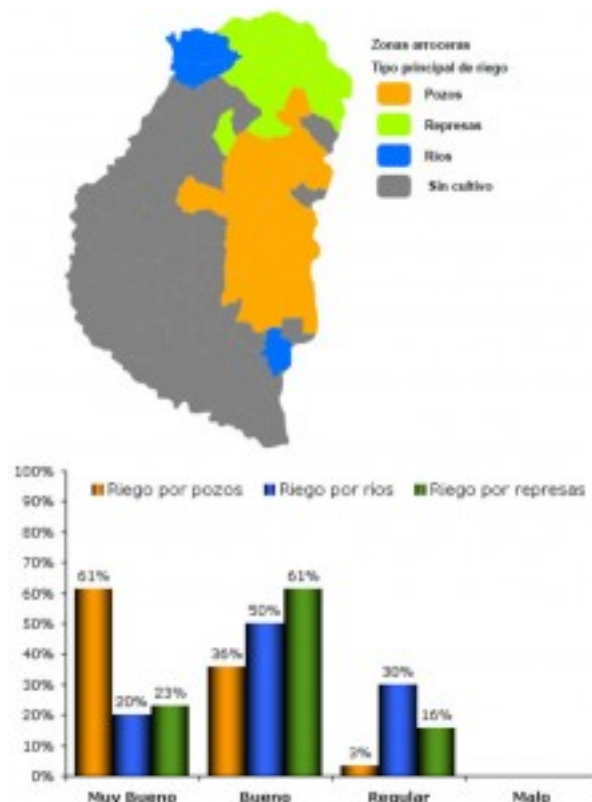 Zonas arroceras
Tipo principal de riego
Pozos
Represas
Ríos
Sin cultivo
100%
90%
80%
70%
60%
50%
40%
30%
20%
10%
0%
Riego por pozos Riego por ríos Riego por represas
61% 20% 23%
36% 50% 61%
3% 30% 16%
Muy Bueno Bueno Regular Malo